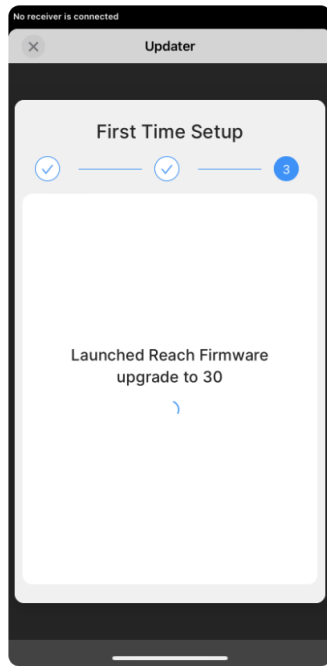 No receiver is connected
Updater
First Time Setup
3
Launched Reach Firmware
upgrade to 30